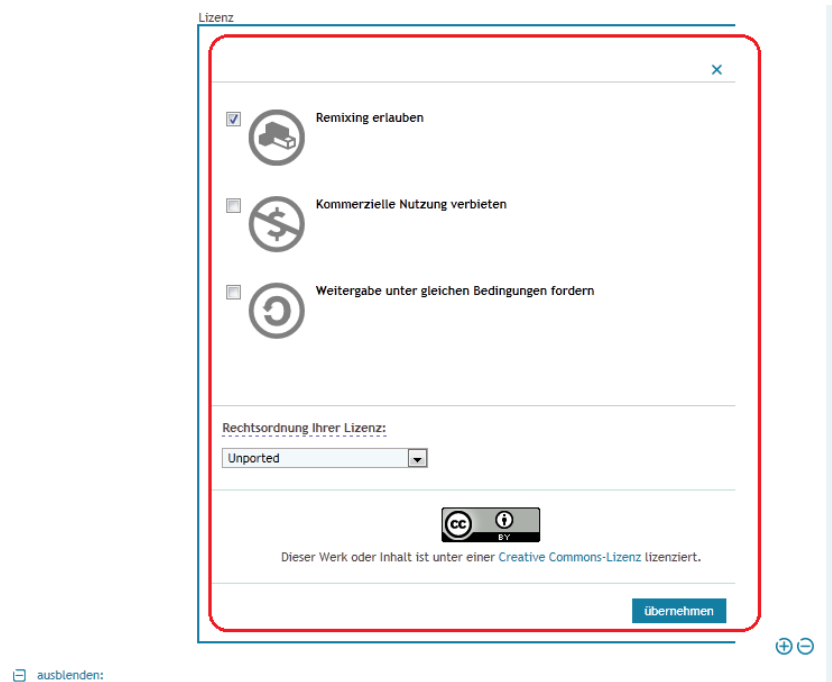 Lizenz
Remixing erlauben
Kommerzielle Nutzung verbieten
Weitergabe unter gleichen Bedingungen fordern
Rechtsordnung Ihrer Lizenz:
Unported
cc
BY
Dieser Werk oder Inhalt ist unter einer Creative Commons-Lizenz lizenziert.
übernehmen
ausblenden: